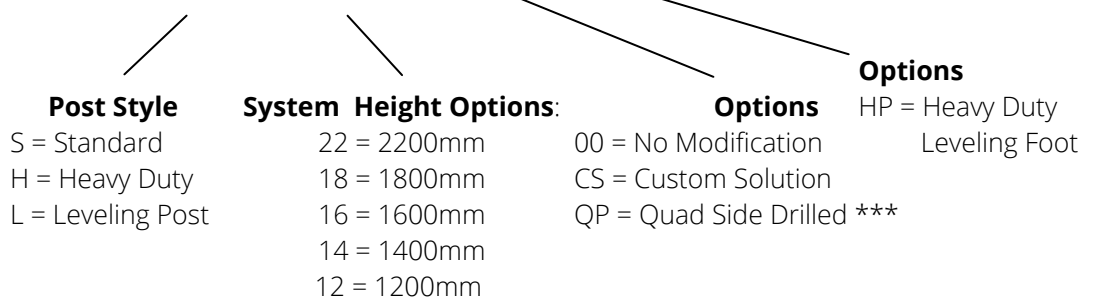 Post Style
S = Standard
H = Heavy Duty
L = Leveling Post
System Height Options:
22 = 2200mm
18 = 1800mm
16 = 1600mm
14 = 1400mm
12 = 1200mm
Options
00 = No Modification
CS = Custom Solution
QP = Quad Side Drilled ***
Options
HP = Heavy Duty
Leveling Foot